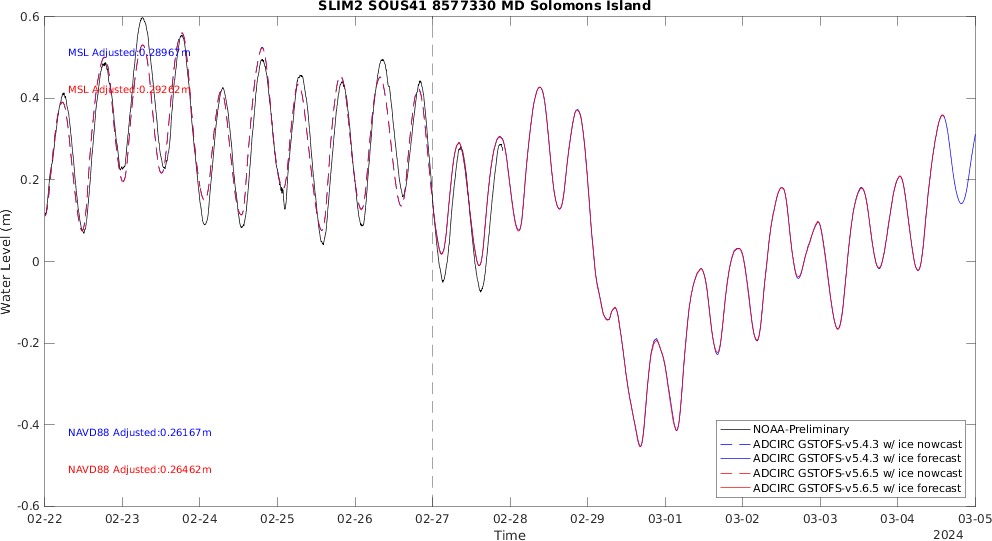 SLIM2 SOUS41 8577330 MD Solomons Island
0.6
MSL Adjusted:0.28967m
MSL Adjusted:0.29262m
0.4
0.2
Water Level (m)
0
-0.2
-0.4
NAVD88 Adjusted:0.26167m
NAVD88 Adjusted:0.26462m
-0.6
NOAA-Preliminary
ADCIRC GSTOFS-v5.4.3 w/ ice nowcast
ADCIRC GSTOFS-v5.4.3 w/ ice forecast
ADCIRC GSTOFS-v5.6.5 w/ ice nowcast
ADCIRC GSTOFS-v5.6.5 w/ ice forecast
02-22 02-23 02-24 02-25 02-26 02-27 02-28 02-29 03-01 03-02 03-03 03-04 03-05
Time
2024